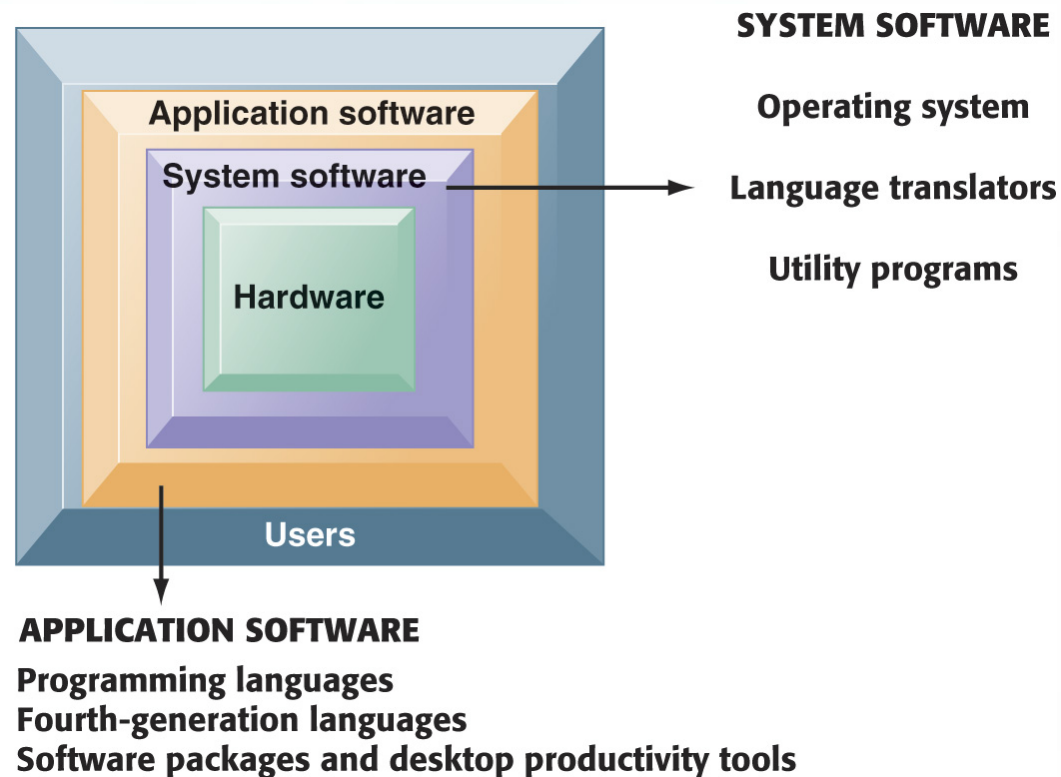 SYSTEM SOFTWARE
Operating system
Language translators
Utility programs
Application software
System software
Hardware
Users
APPLICATION SOFTWARE
Programming languages
Fourth-generation languages
Software packages and desktop productivity tools